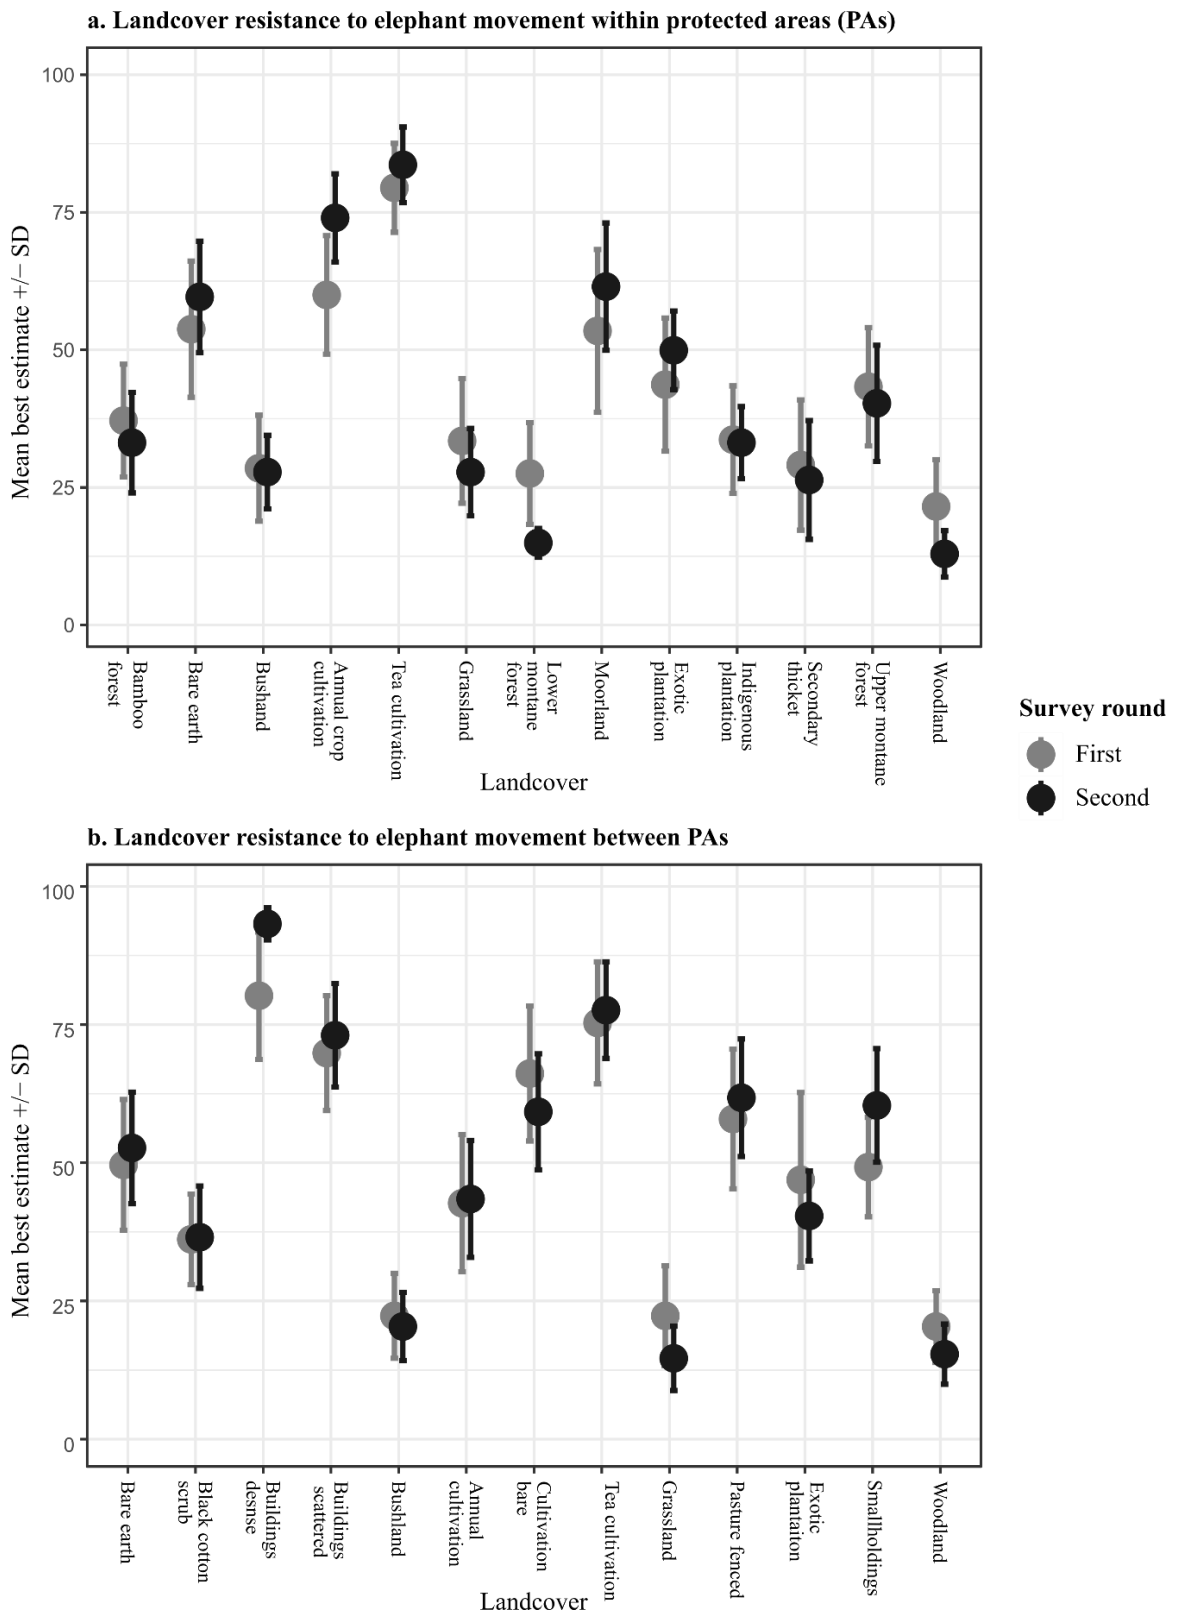 a. Landcover resistance to elephant movement within protected areas (PAs)
Mean best estimate +/− SD
100
75
50
25
0
Bamboo
forest
Bare earth
Bushand
Annual crop
cultivation
Tea cultivation
Grassland
Lower
montane
forest
Moorland
Exotic
plantation
Indigenous
plantation
Secondary
thicket
Upper montane
forest
Woodland
Landcover
Survey round
First
Second
b. Landcover resistance to elephant movement between PAs
Mean best estimate +/− SD
100
75
50
25
0
Bare earth
Black cotton
scrub
Buildings
desnse
Buildings
scattered
Bushland
Annual
cultivation
Cultivation
bare
Tea cultivation
Grassland
Pasture fenced
Exotic
plantaiton
Smallholdings
Woodland
Landcover